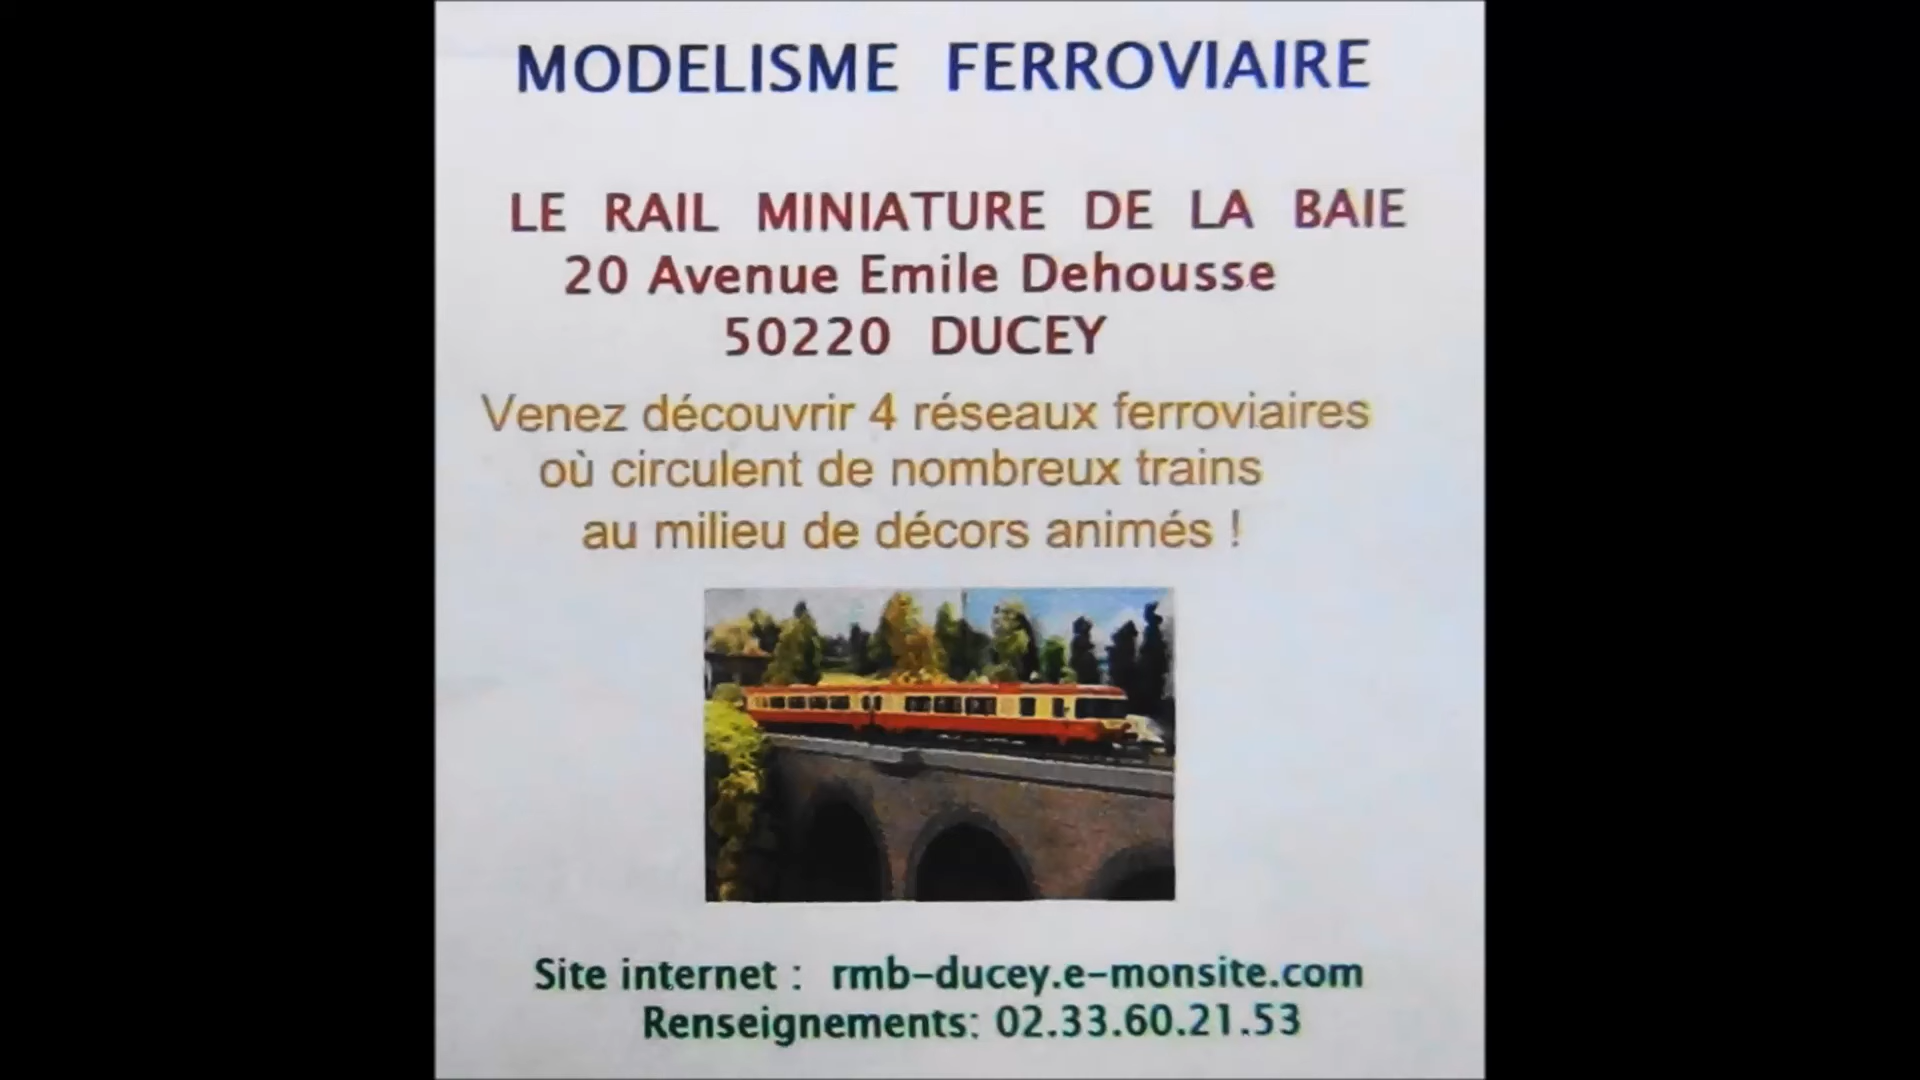 MODELISME FERROVIAIRE
LE RAIL MINIATURE DE LA BAIE
20 Avenue Emile Dehousse
50220 DUCEY
Venez découvrir 4 réseaux ferroviaires
où circulent de nombreux trains
au milieu de décors animés !
Site internet : rmb-ducey.e-monsite.com
Renseignements: 02.33.60.21.53